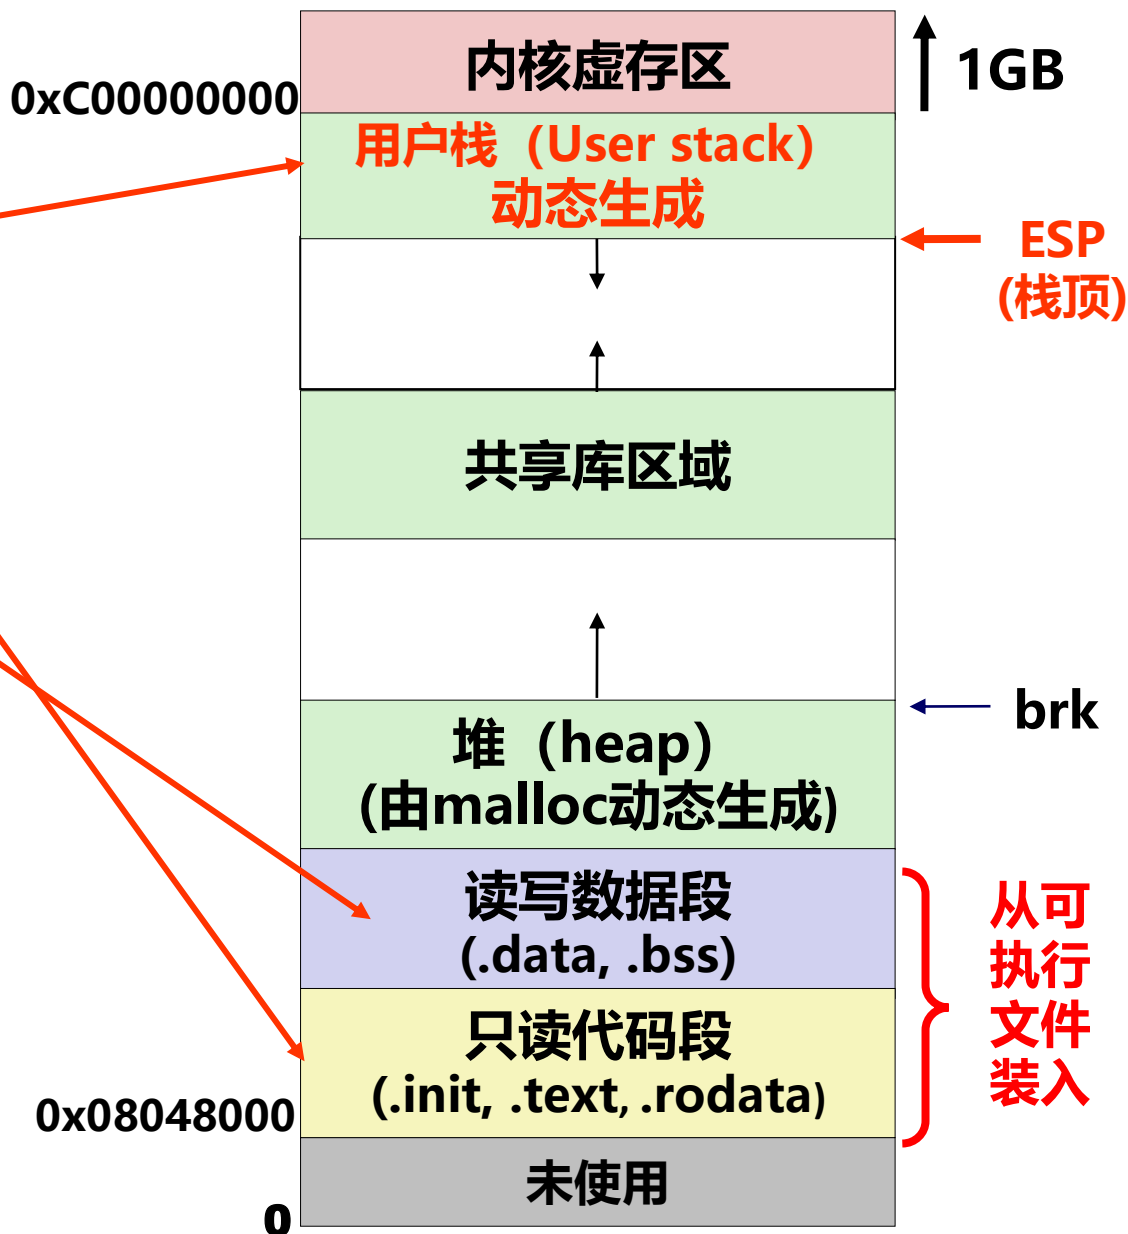 内核虚存区
1GB
0xC00000000
用户栈（User stack）
动态生成
ESP
(栈顶)
共享库区域
brk
堆（heap）
(由malloc动态生成)
读写数据段
(.data, .bss)
从可
执行
文件
装入
只读代码段
(.init, .text, .rodata)
0x08048000
未使用
0